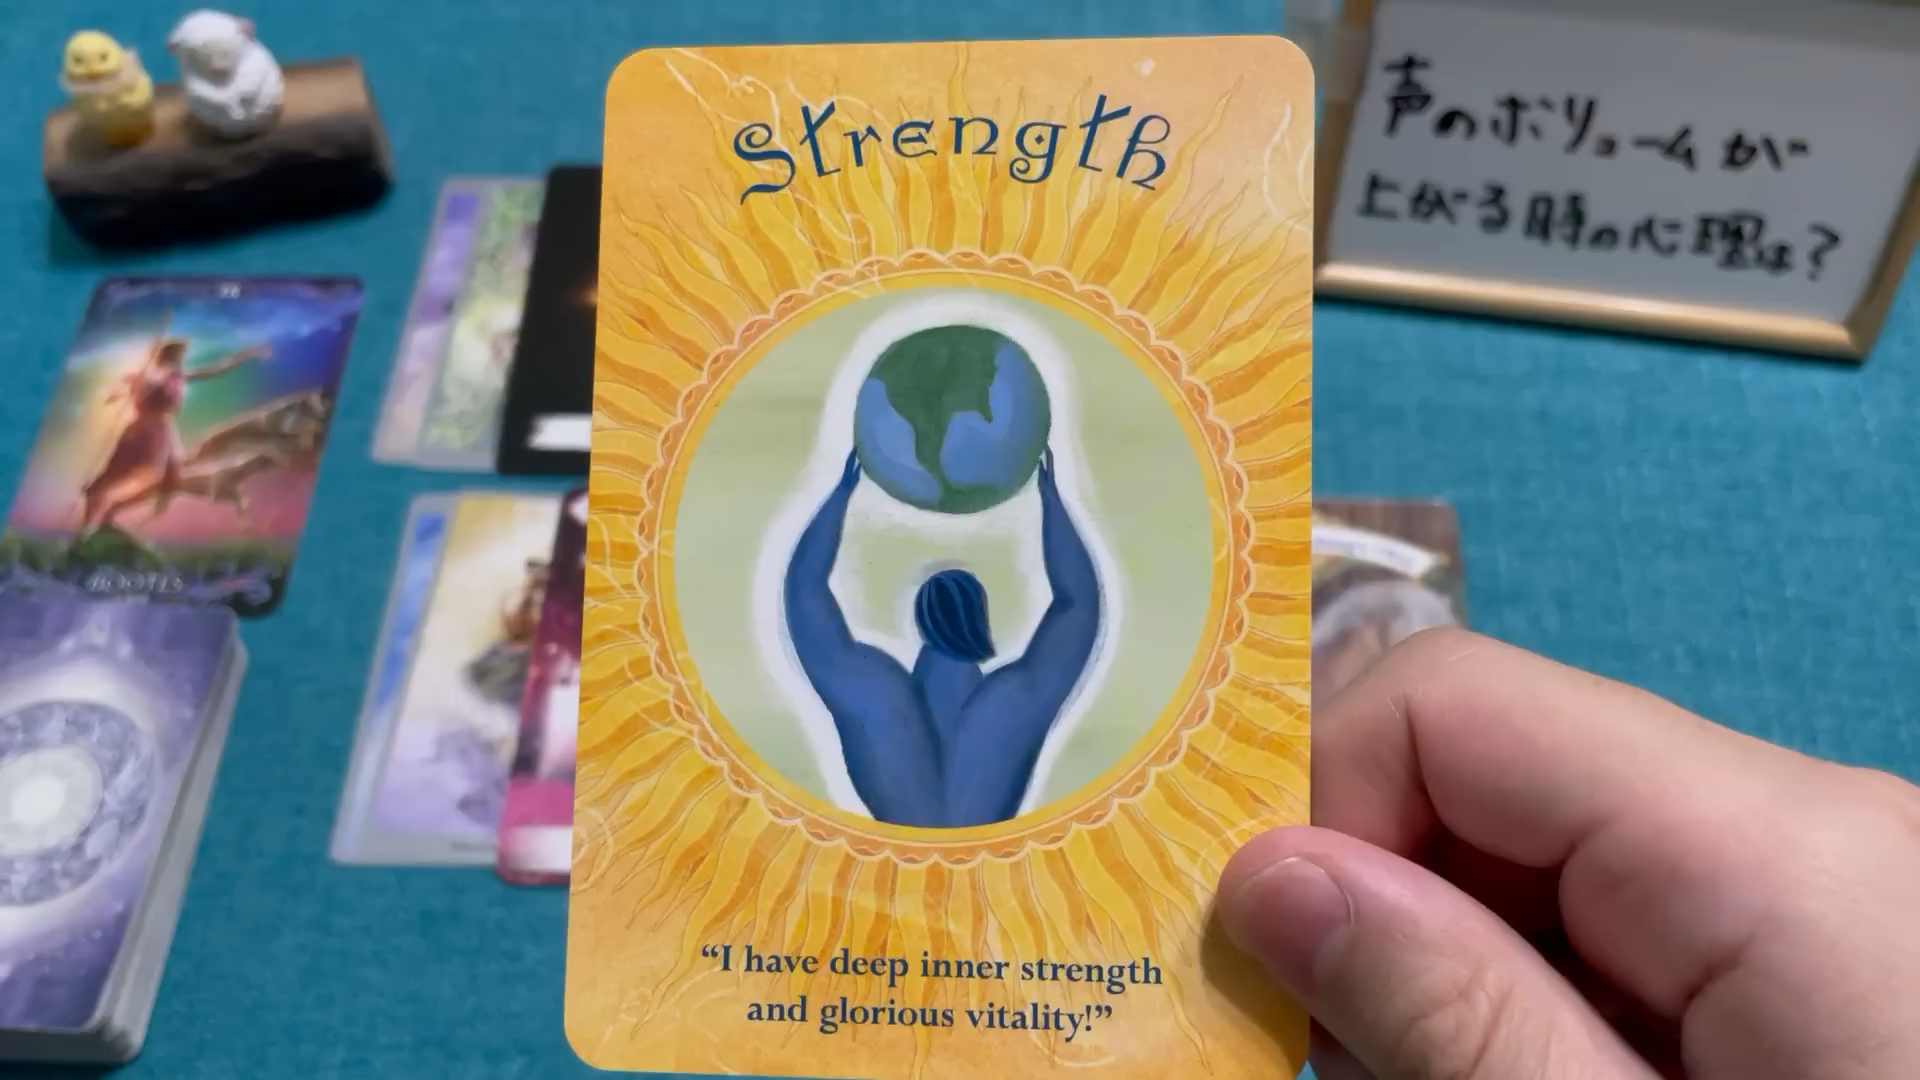 Strength
声のボリュームが
上がる時の心理は？
BOOTES
“I have deep inner strength
and glorious vitality!”